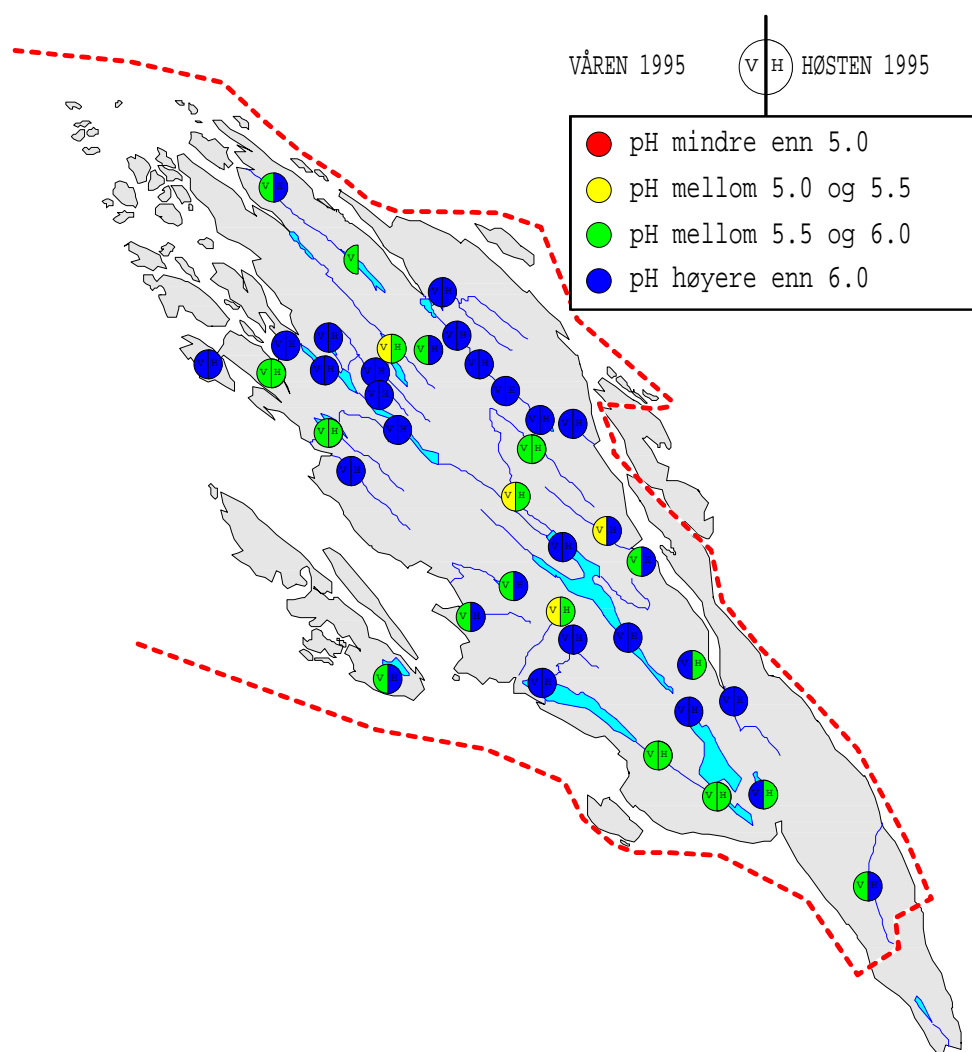 VÅREN 1995 V H HØSTEN 1995
pH mindre enn 5.0
pH mellom 5.0 og 5.5
pH mellom 5.5 og 6.0
pH høyere enn 6.0